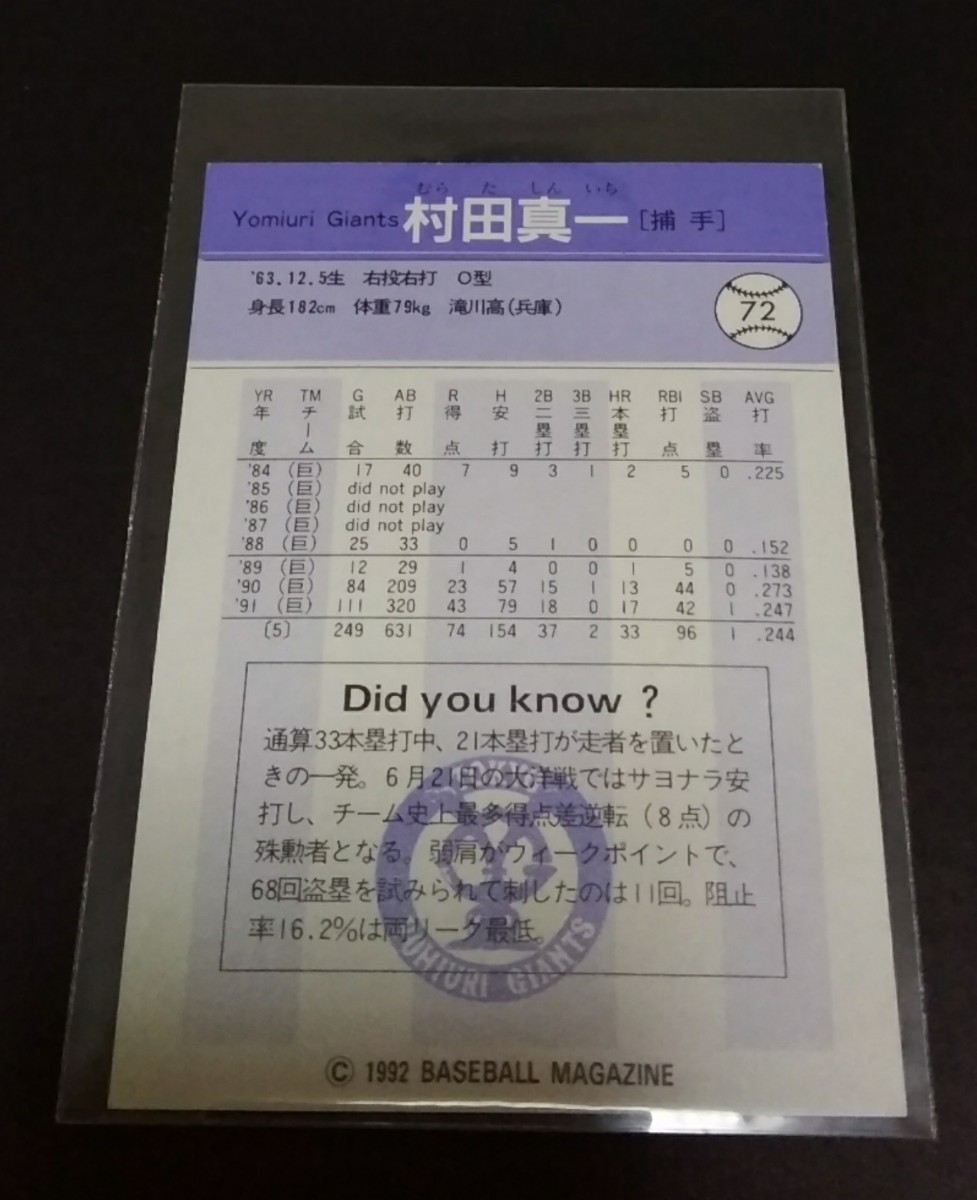 むら た しん いち
Yomiuri Giants 村田真一 [捕 手]
'63.12.5生 右投右打 O型
身長182cm 体重79kg 滝川高(兵庫)
72
YR TM G AB R H 2B 3B HR RBI SB AVG
年度 チーム 試合 打数 得点 安打 二塁打 三塁打 本塁打 打点 盗塁 打率
'84 (巨) 17 40 7 9 3 1 2 5 0 .225
'85 (巨) did not play
'86 (巨) did not play
'87 (巨) did not play
'88 (巨) 25 33 0 5 1 0 0 0 0 .152
'89 (巨) 12 29 1 4 0 0 1 5 0 .138
'90 (巨) 84 209 23 57 15 1 13 44 0 .273
'91 (巨) 111 320 43 79 18 0 17 42 1 .247
(5) 249 631 74 154 37 2 33 96 1 .244
Did you know ?
通算33本塁打中、21本塁打が走者を置いたと
きの一発。6月21日の大洋戦ではサヨナラ安
打し、チーム史上最多得点差逆転(8点)の
殊勲者となる。弱肩がウィークポイントで、
68回盗塁を試みられて刺したのは11回。阻止
率16.2%は両リーグ最低。
YOMIURI GIANTS
© 1992 BASEBALL MAGAZINE